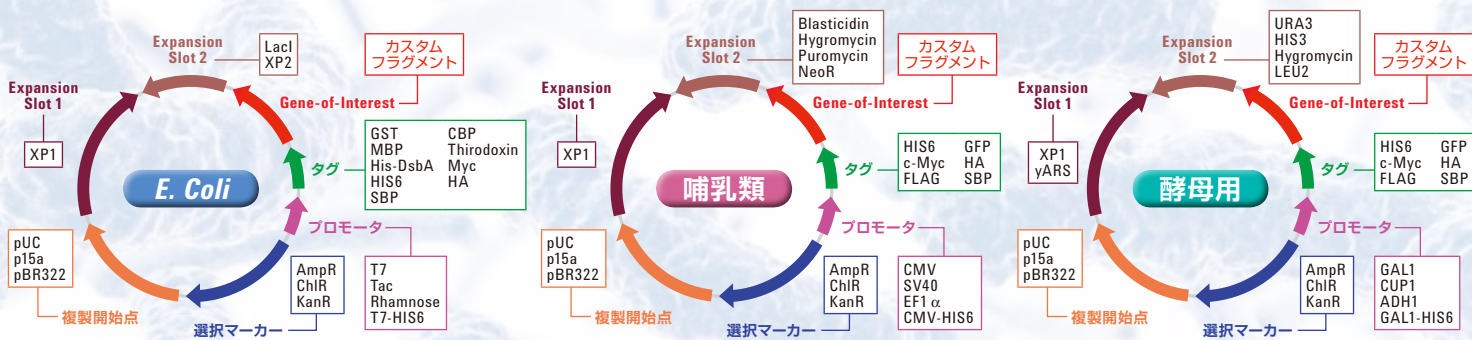 Expansion
Slot 2
LacI
XP2
カスタム
フラグメント
Expansion
Slot 1
XP1
Gene-of-Interest
GST CBP
MBP Thirodoxin
His-DsbA Myc
HIS6 HA
SBP
タグ
E. Coli
プロモータ
pUC
p15a
pBR322
複製開始点
AmpR
ChlR
KanR
選択マーカー
T7
Tac
Rhamnose
T7-HIS6
Expansion
Slot 2
Blasticidin
Hygromycin
Puromycin
NeoR
カスタム
フラグメント
Expansion
Slot 1
XP1
Gene-of-Interest
HIS6 GFP
c-Myc HA
FLAG SBP
タグ
哺乳類
プロモータ
pUC
p15a
pBR322
複製開始点
AmpR
ChlR
KanR
選択マーカー
CMV
SV40
EF1 α
CMV-HIS6
Expansion
Slot 2
URA3
HIS3
Hygromycin
LEU2
カスタム
フラグメント
Expansion
Slot 1
XP1
yARS
Gene-of-Interest
HIS6 GFP
c-Myc HA
FLAG SBP
タグ
酵母用
プロモータ
pUC
p15a
pBR322
複製開始点
AmpR
ChlR
KanR
選択マーカー
GAL1
CUP1
ADH1
GAL1-HIS6